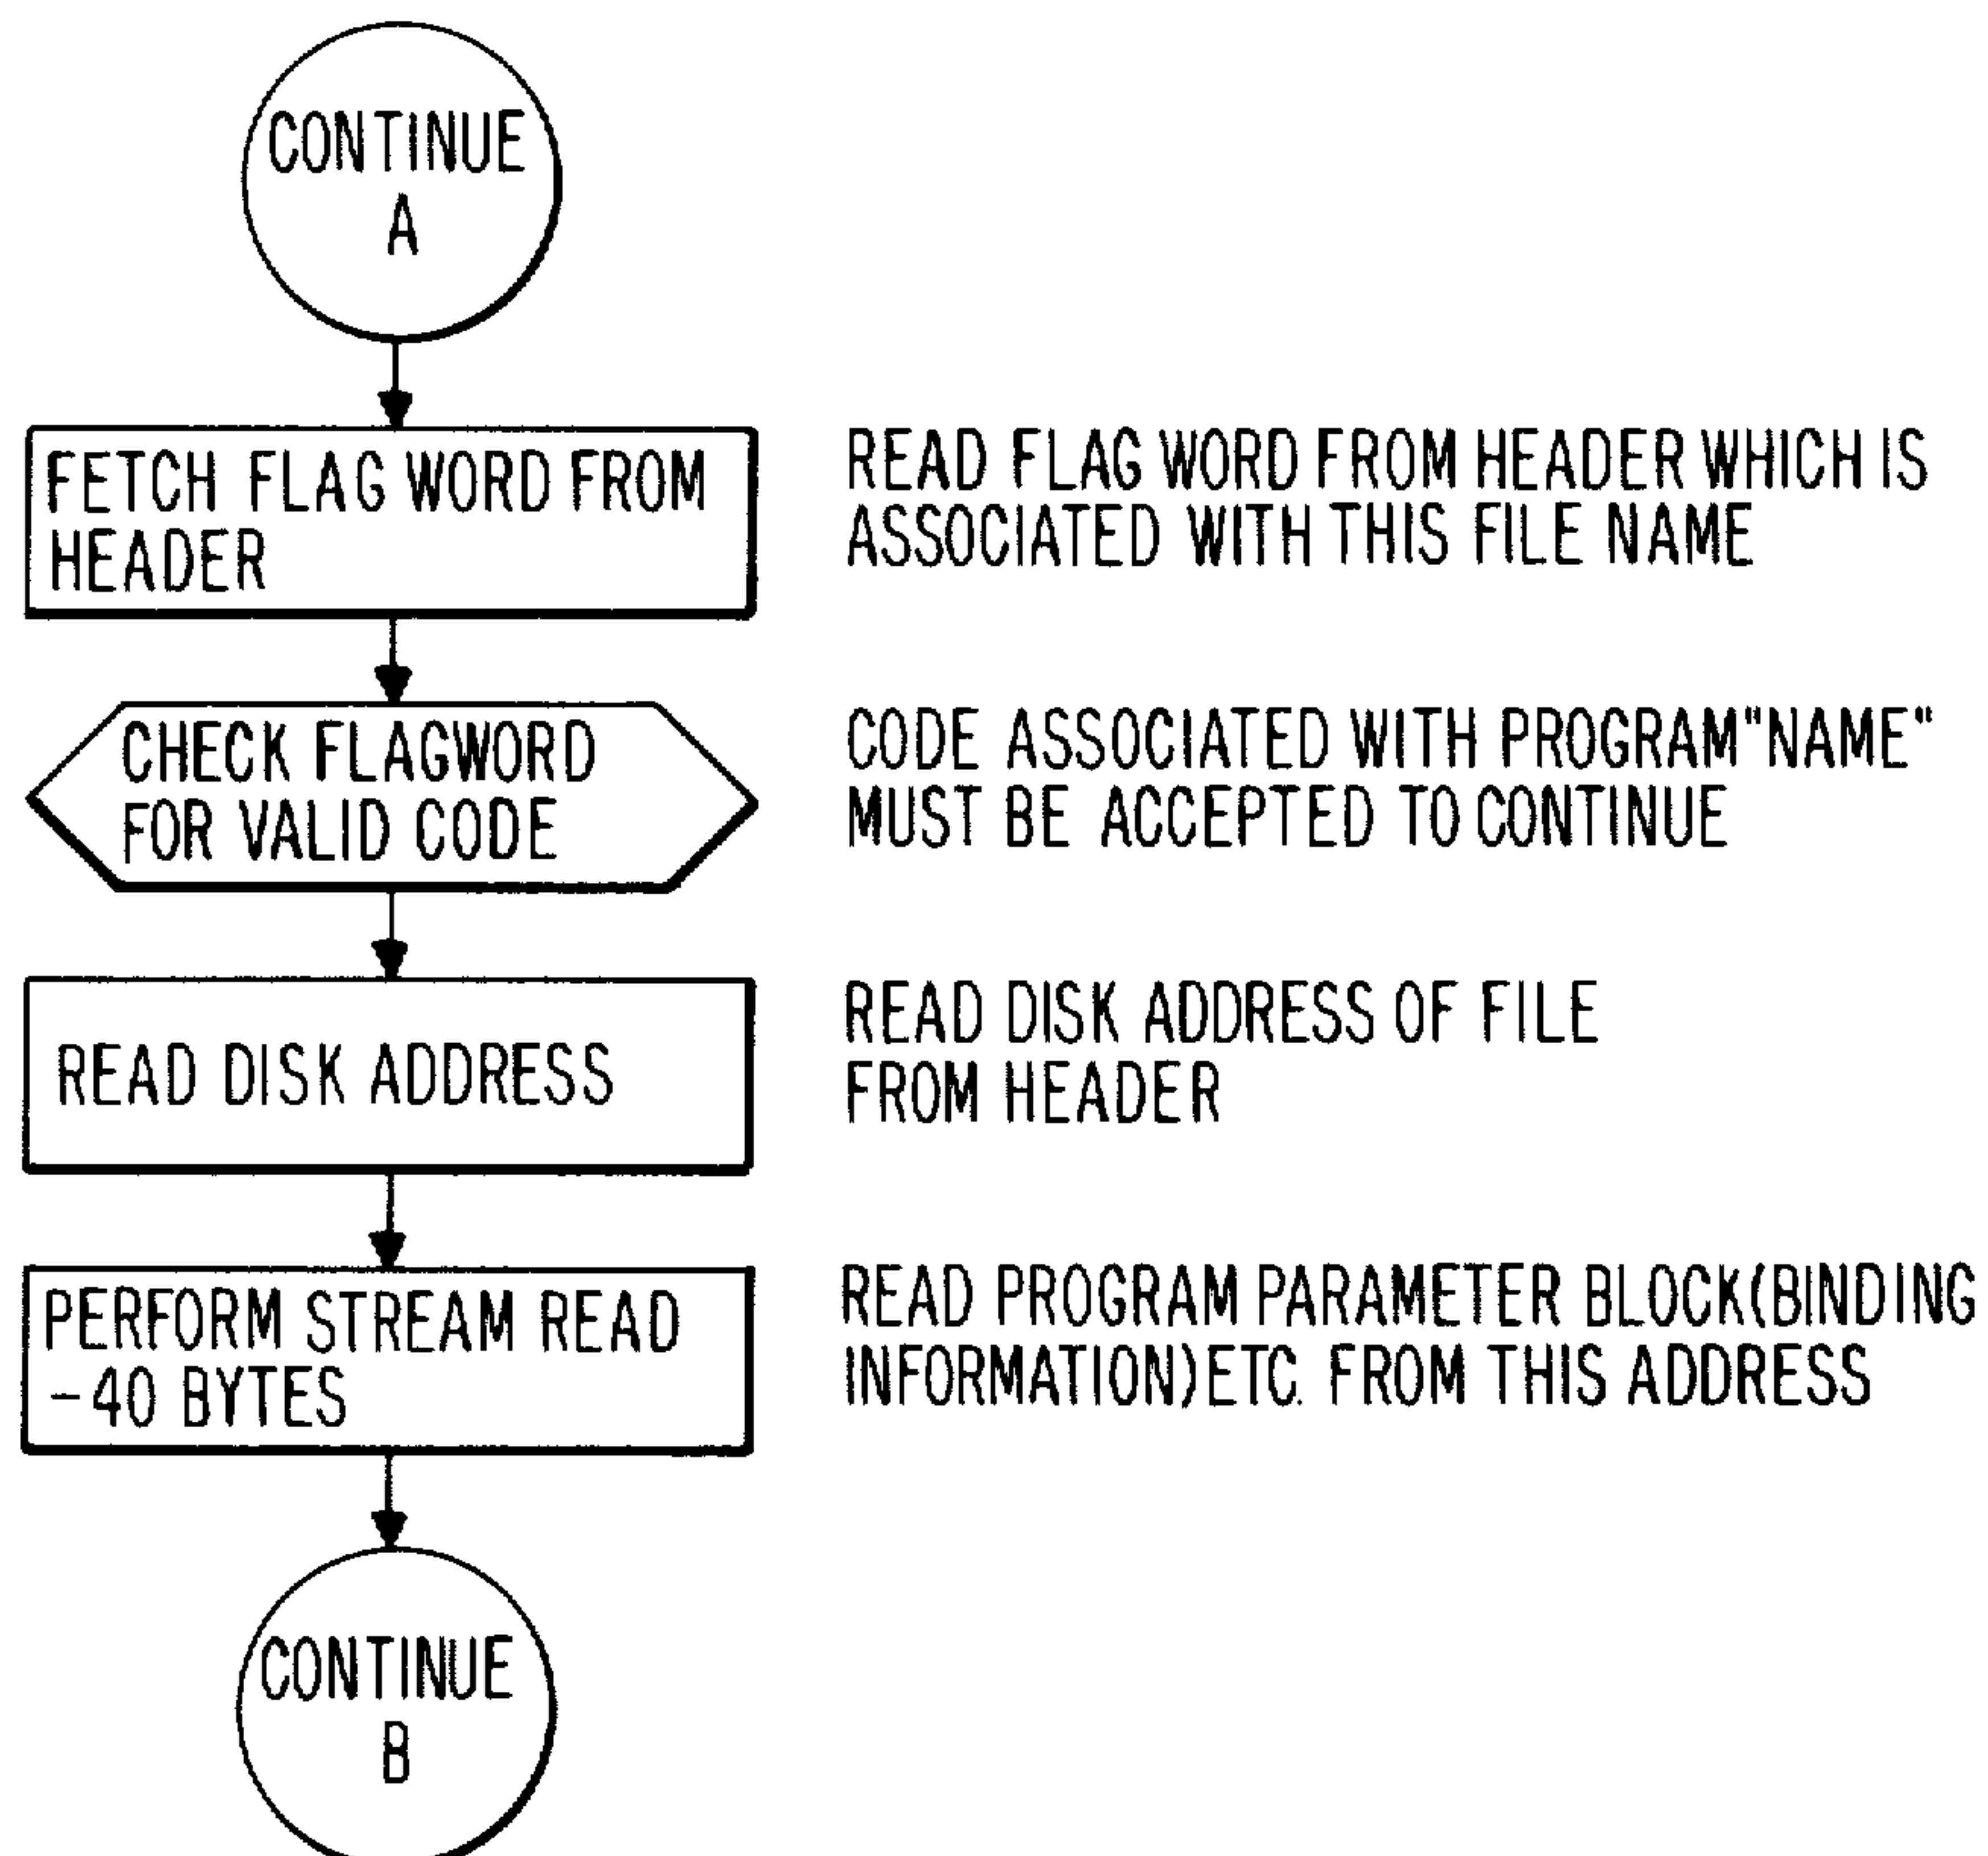 CONTINUE
A
FETCH FLAG WORD FROM
HEADER
READ FLAG WORD FROM HEADER WHICH IS
ASSOCIATED WITH THIS FILE NAME
CHECK FLAGWORD
FOR VALID CODE
CODE ASSOCIATED WITH PROGRAM"NAME"
MUST BE ACCEPTED TO CONTINUE
READ DISK ADDRESS
READ DISK ADDRESS OF FILE
FROM HEADER
PERFORM STREAM READ
-40 BYTES
READ PROGRAM PARAMETER BLOCK(BINDING
INFORMATION)ETC. FROM THIS ADDRESS
CONTINUE
B